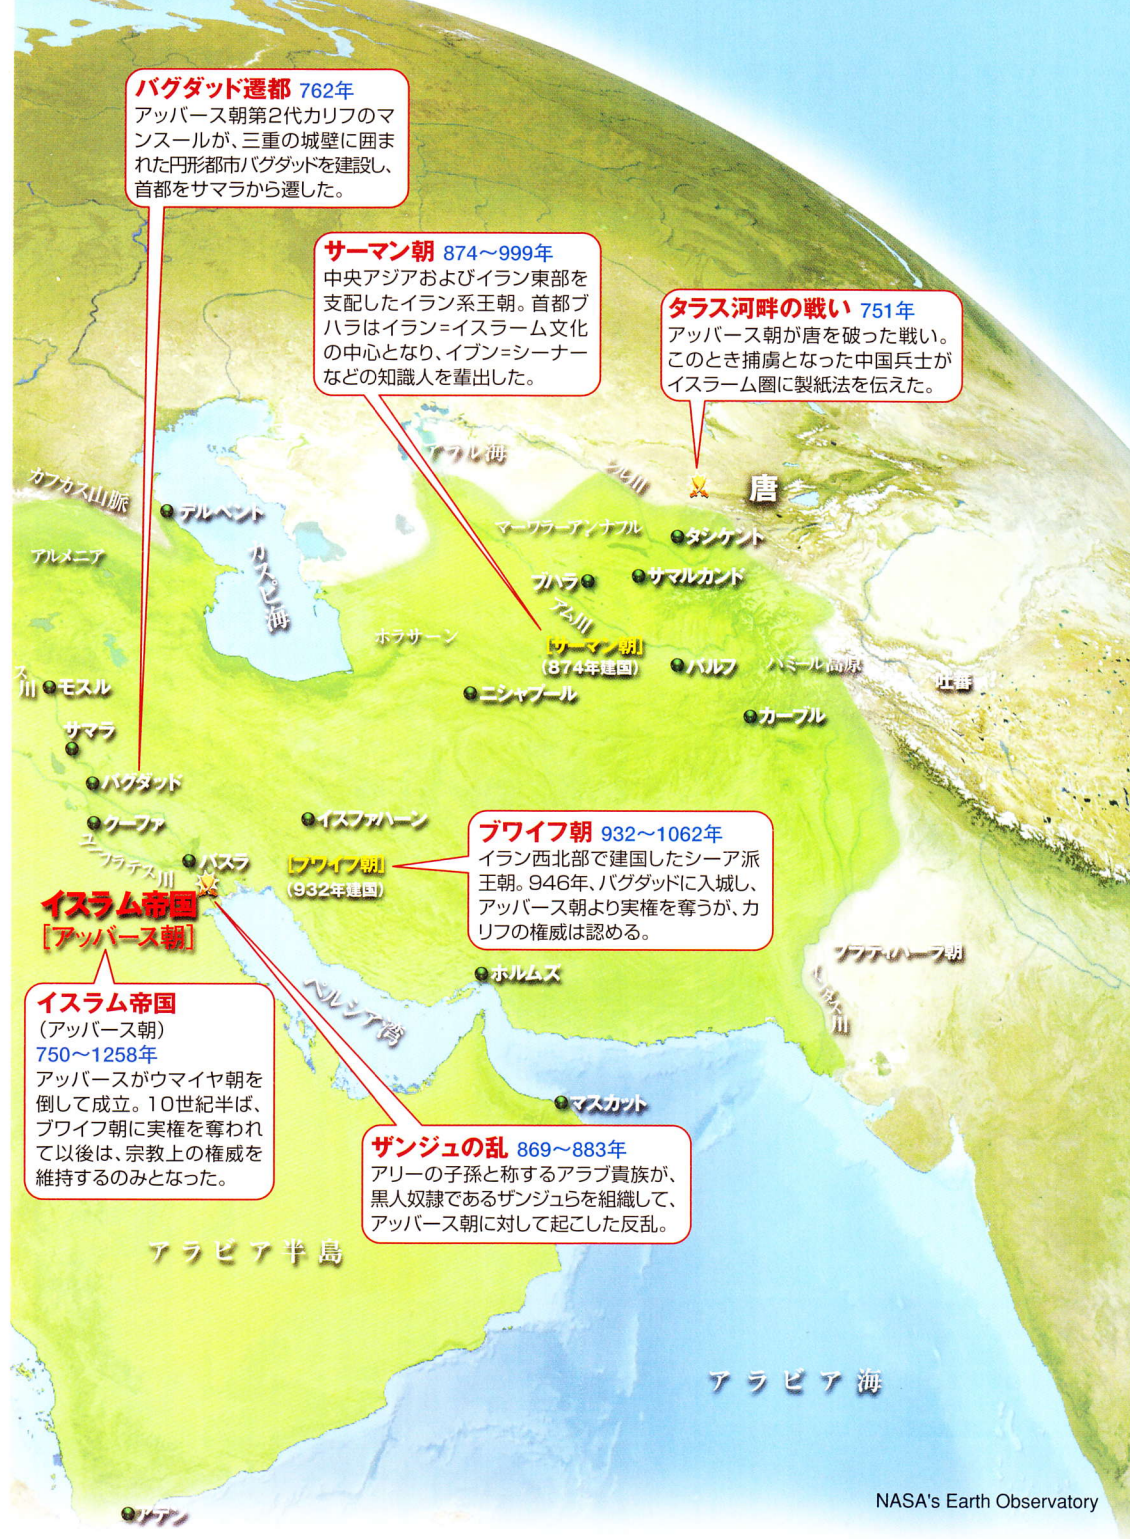 バグダッド遷都 762年
アッバース朝第2代カリフのマ
ンスールが、三重の城壁に囲ま
れた円形都市バグダッドを建設し、
首都をサマラから遷した。
サーマン朝 874〜999年
中央アジアおよびイラン東部を
支配したイラン系王朝。首都ブ
ハラはイラン=イスラーム文化
の中心となり、イブン=シーナー
などの知識人を輩出した。
タラス河畔の戦い 751年
アッバース朝が唐を破った戦い。
このとき捕虜となった中国兵士が
イスラーム圏に製紙法を伝えた。
アラル海
シル川
カフカス山脈
唐
デルベント
マーワラーアンナフル
タシケント
アルメニア
カスピ海
ブハラ
サマルカンド
アム川
ホラサーン
[サーマン朝]
(874年建国)
バルフ
パミール高原
吐蕃
ス川
モスル
ニシャプール
カーブル
サマラ
バグダッド
クーファ
イスファハーン
ユーフラテス川
バスラ
[ブワイフ朝]
(932年建国)
ブワイフ朝 932〜1062年
イラン西北部で建国したシーア派
王朝。946年、バグダッドに入城し、
アッバース朝より実権を奪うが、カ
リフの権威は認める。
イスラム帝国
[アッバース朝]
プラティハーラ朝
ホルムズ
ペルシア湾
イスラム帝国
(アッバース朝)
750〜1258年
アッバースがウマイヤ朝を
倒して成立。10世紀半ば、
ブワイフ朝に実権を奪われ
て以後は、宗教上の権威を
維持するのみとなった。
マスカット
ザンジュの乱 869〜883年
アリーの子孫と称するアラブ貴族が、
黒人奴隷であるザンジュらを組織して、
アッバース朝に対して起こした反乱。
アラビア半島
アラビア海
NASA's Earth Observatory
アデン